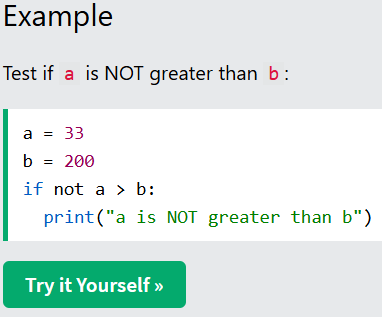 Example
Test if a is NOT greater than b :
a = 33
b = 200
if not a > b:
  print("a is NOT greater than b")
Try it Yourself »